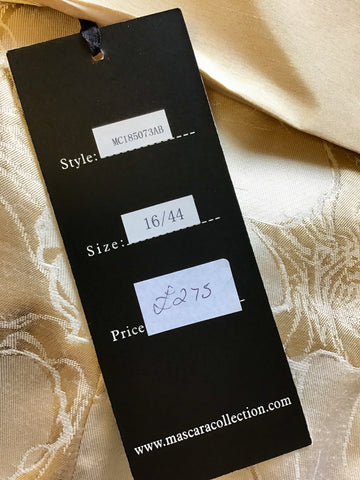 Style: MC185073AB
Size: 16/44
Price £275
www.mascaracollection.com